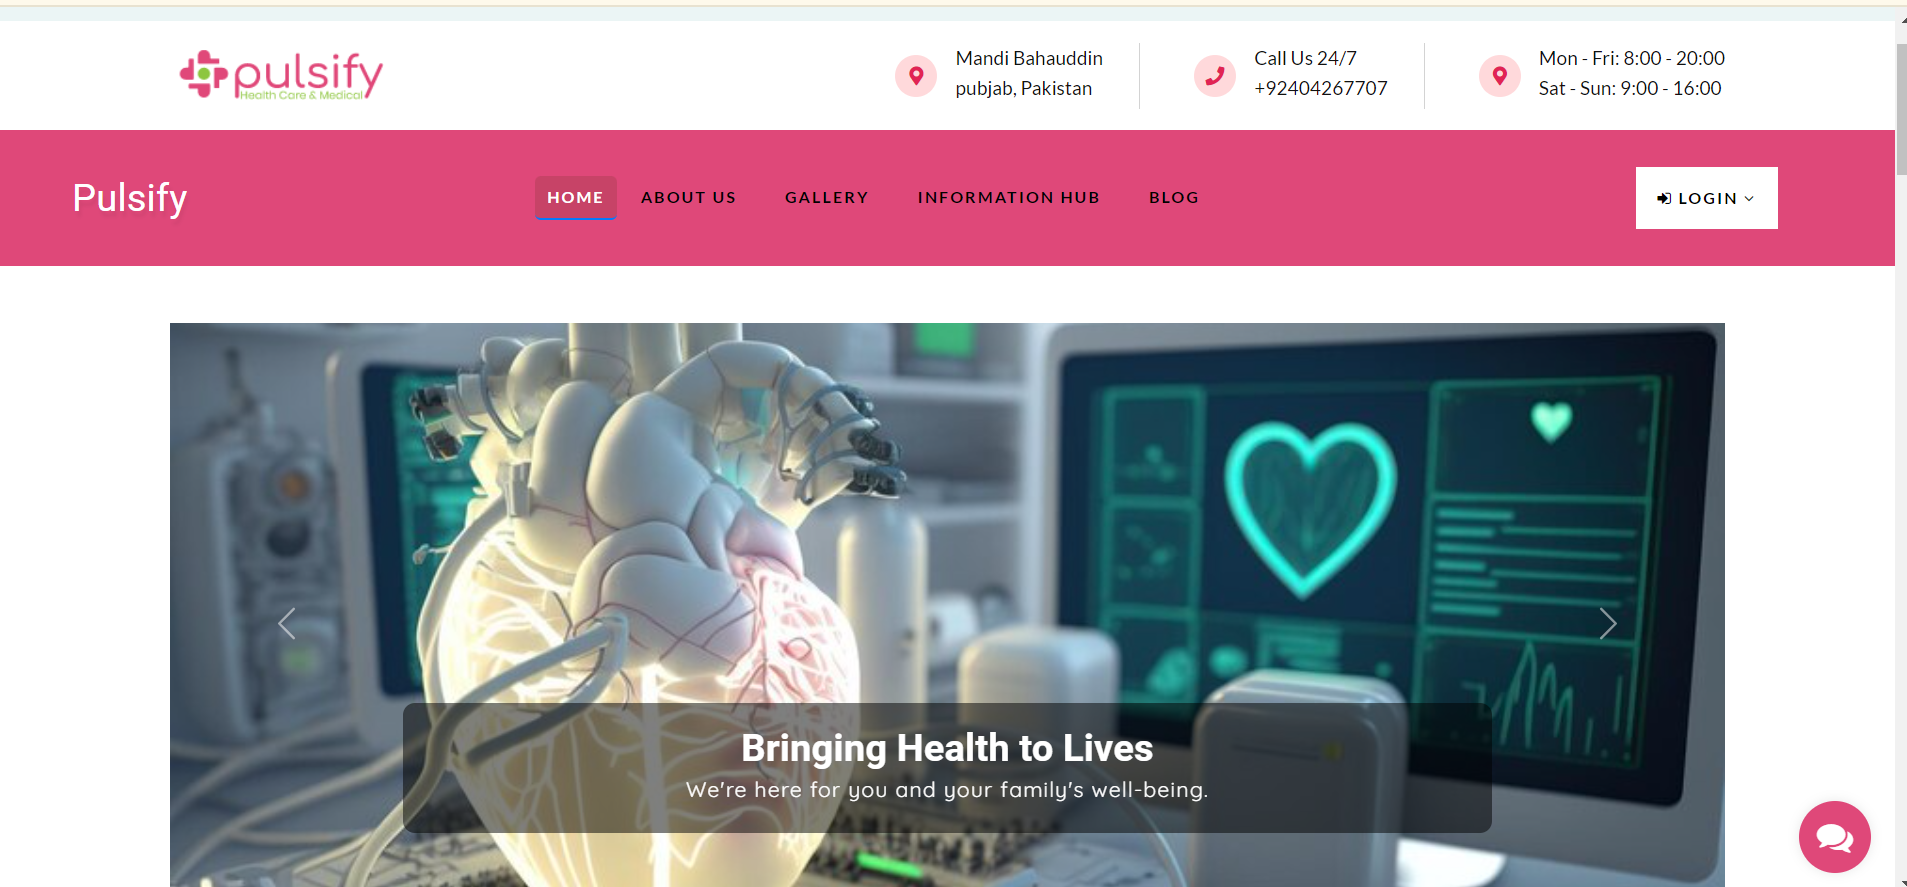 pulsify
Health Care & Medical
Mandi Bahauddin
pubjab, Pakistan
Call Us 24/7
+92404267707
Mon - Fri: 8:00 - 20:00
Sat - Sun: 9:00 - 16:00
Pulsify
HOME
ABOUT US
GALLERY
INFORMATION HUB
BLOG
LOGIN
Bringing Health to Lives
We're here for you and your family's well-being.